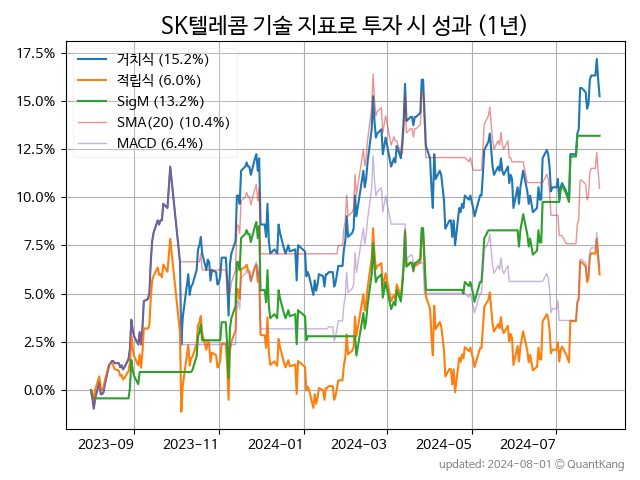 SK텔레콤 기술 지표로 투자 시 성과 (1년)
17.5%
15.0%
12.5%
10.0%
7.5%
5.0%
2.5%
0.0%
거치식 (15.2%)
적립식 (6.0%)
SigM (13.2%)
SMA(20) (10.4%)
MACD (6.4%)
2023-09 2023-11 2024-01 2024-03 2024-05 2024-07
updated: 2024-08-01 © QuantKang